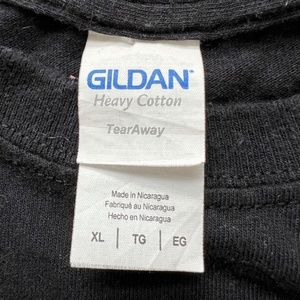 GILDAN
Heavy Cotton
TearAway
Made in Nicaragua
Fabriqué au Nicaragua
Hecho en Nicaragua
XL | TG | EG